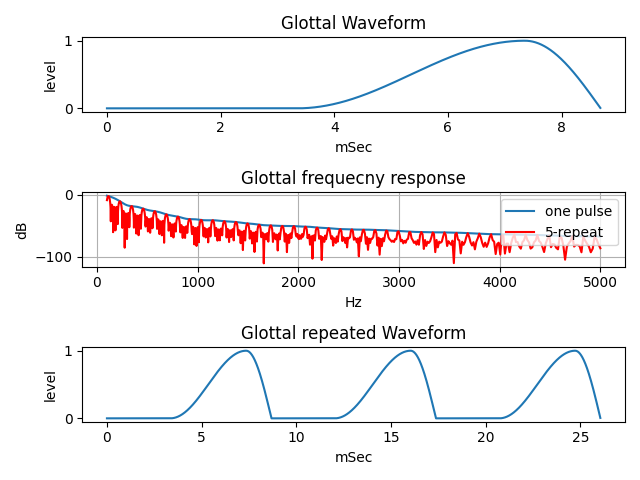 Glottal Waveform
1
0
level
0 2 4 6 8
mSec
Glottal frequecny response
0
−100
dB
one pulse
5-repeat
0 1000 2000 3000 4000 5000
Hz
Glottal repeated Waveform
1
0
level
0 5 10 15 20 25
mSec